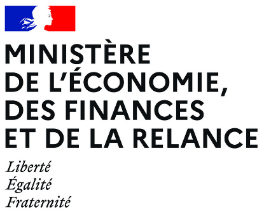 MINISTÈRE
DE L'ÉCONOMIE,
DES FINANCES
ET DE LA RELANCE
Liberté
Égalité
Fraternité